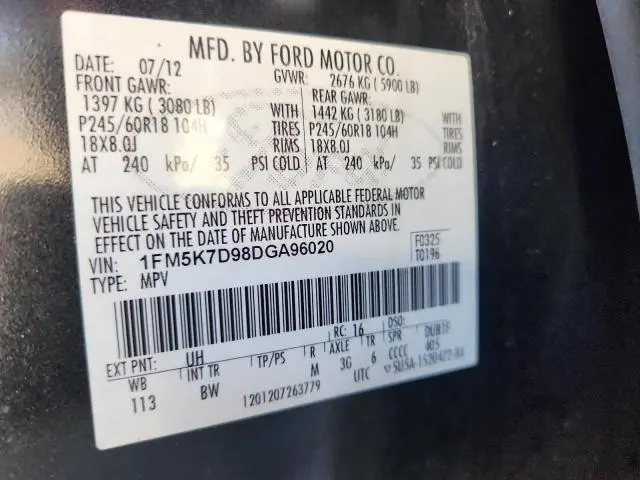 MFD. BY FORD MOTOR CO.
DATE: 07/12 GVWR: 2676 KG ( 5900 LB)
FRONT GAWR: REAR GAWR:
1397 KG ( 3080 LB) WITH 1442 KG ( 3180 LB) WITH
P245/60R18 104H TIRES P245/60R18 104H TIRES
18X8.0J RIMS 18X8.0J RIMS
AT 240 kPa/ 35 PSI COLD AT 240 kPa/ 35 PSI COLD
THIS VEHICLE CONFORMS TO ALL APPLICABLE FEDERAL MOTOR
VEHICLE SAFETY AND THEFT PREVENTION STANDARDS IN
EFFECT ON THE DATE OF MANUFACTURE SHOWN ABOVE.
VIN: 1FM5K7D98DGA96020 F0325
TYPE: MPV T0196
EXT PNT: UH RC: 16 DSO:
WB INT TR TP/PS R AXLE TR SPR DUB1F
113 BW M 3G 6 CCCC 405
1201207263779 UTC